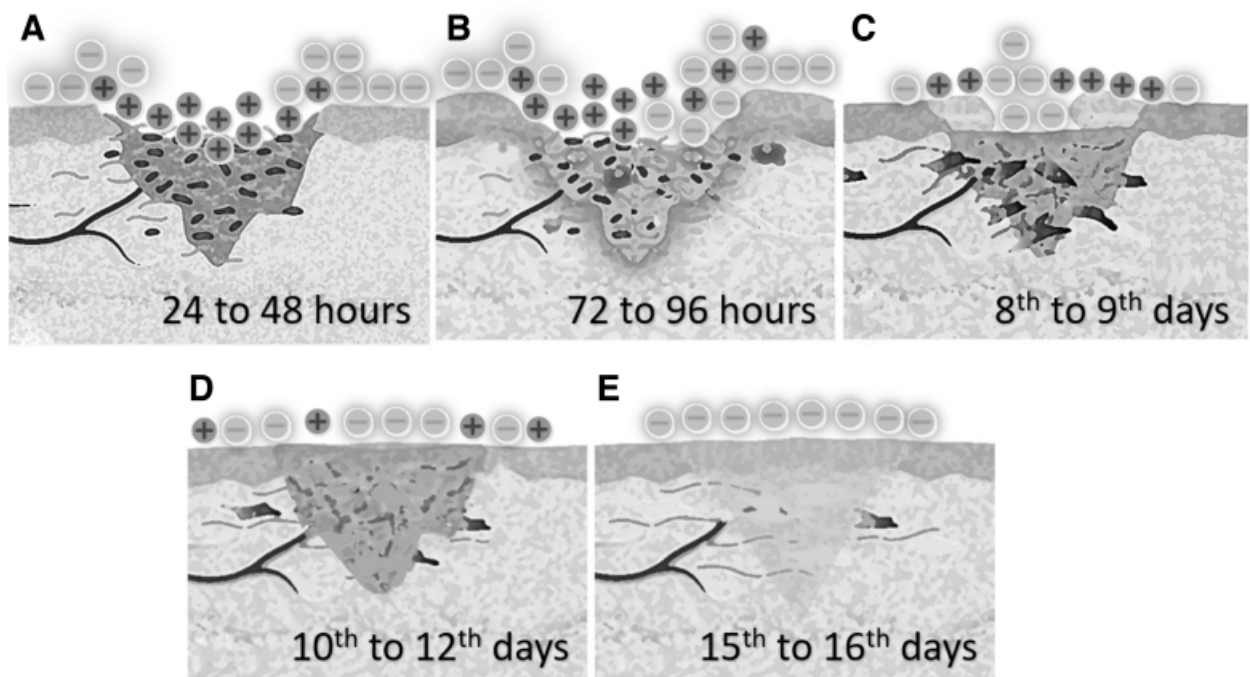 A
24 to 48 hours
B
72 to 96 hours
C
8th to 9th days
D
10th to 12th days
E
15th to 16th days